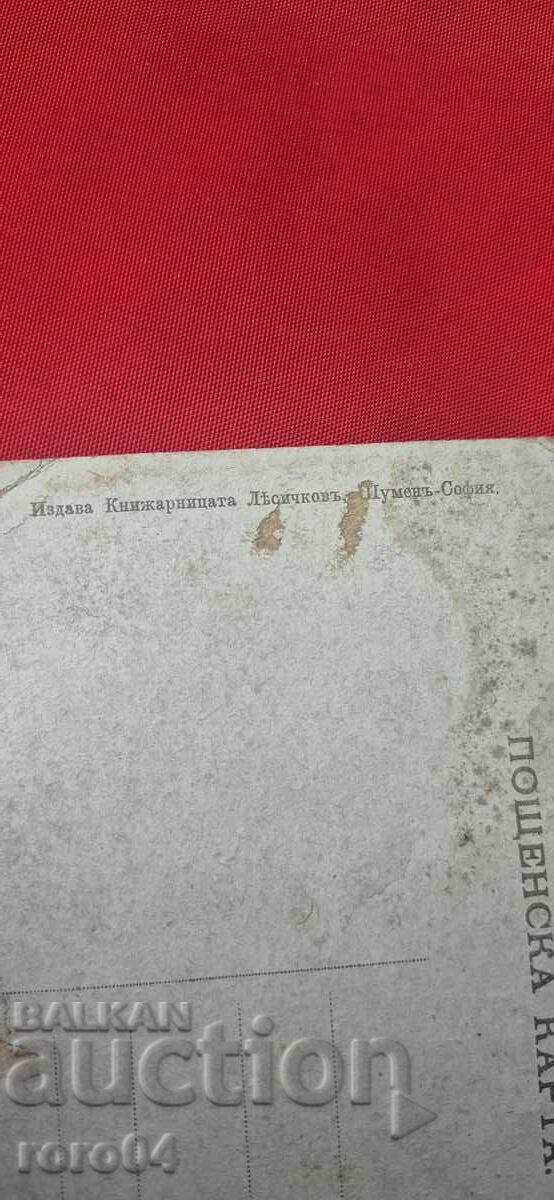 Издава Книжарницата Лѣсичковъ, Шуменъ-София.
ПОЩЕНСКА КАРТА.
BALKAN
auction
roro04